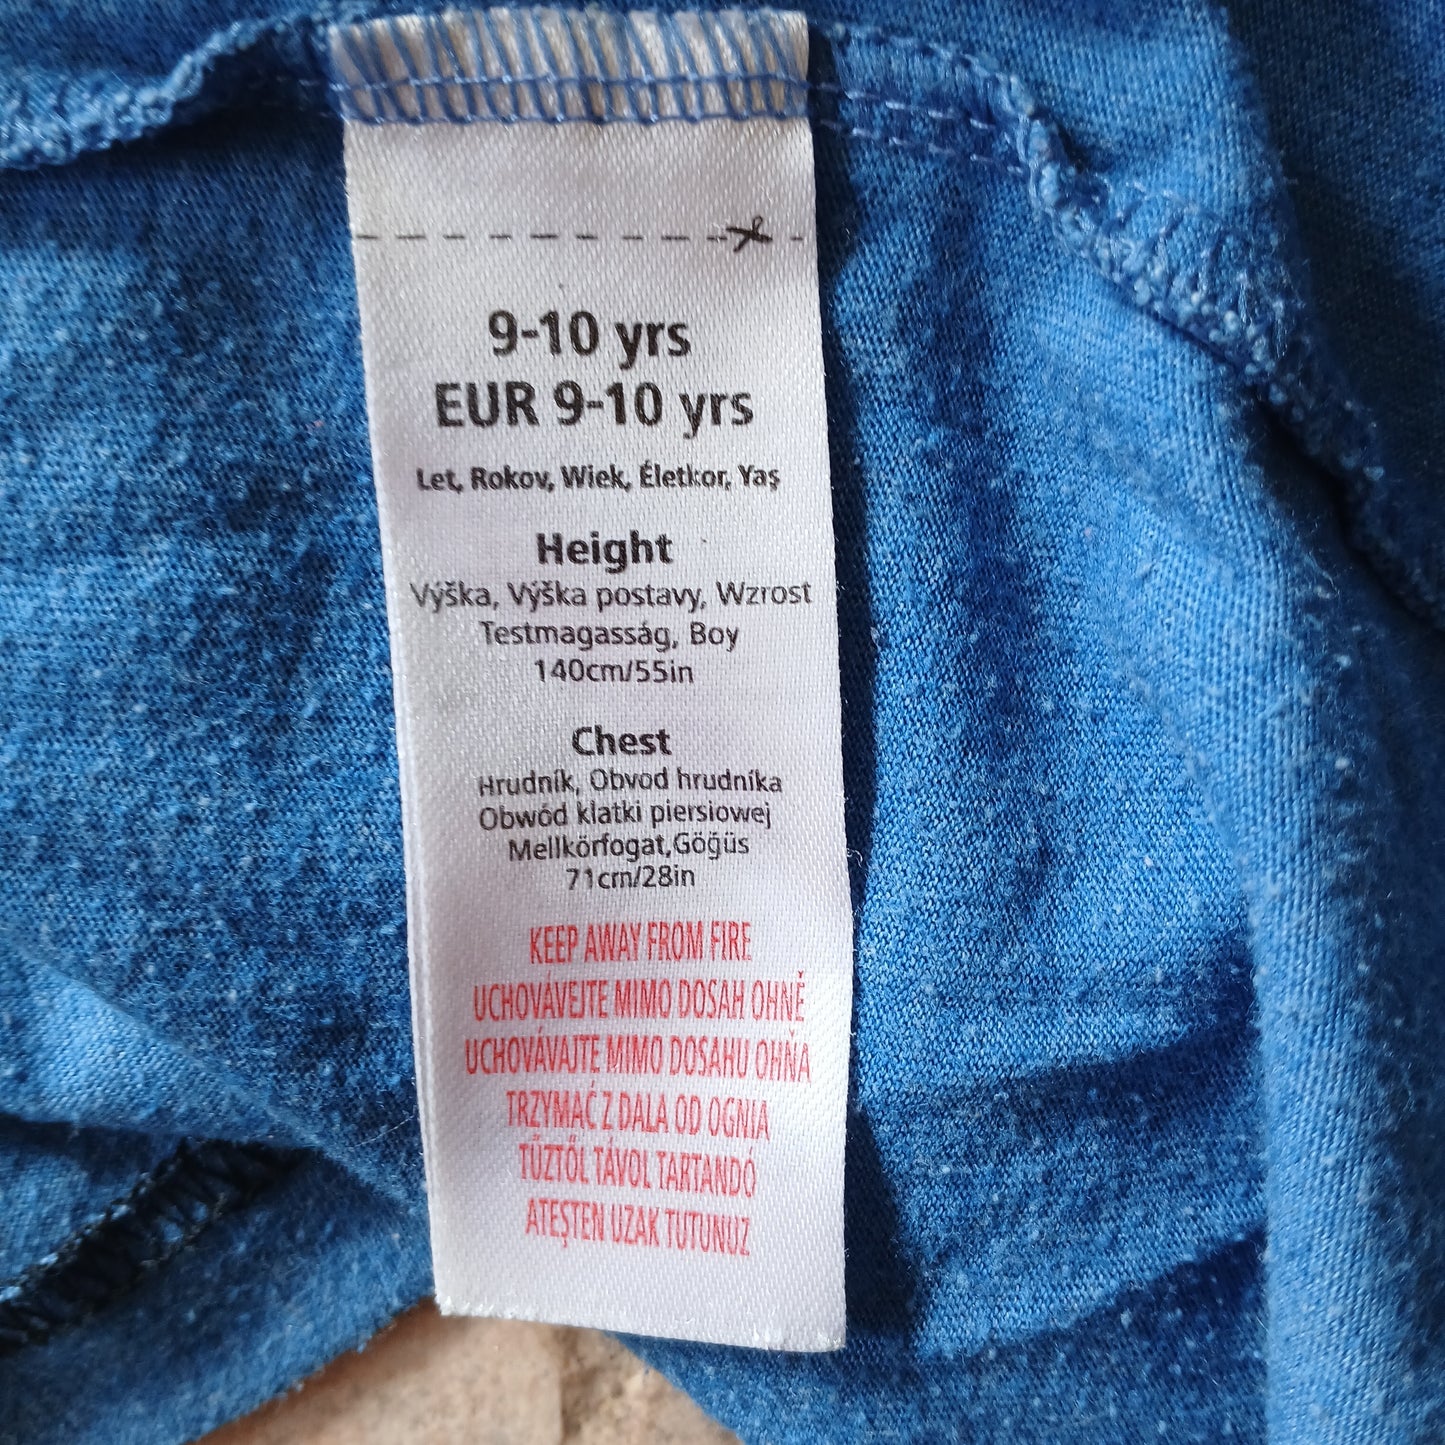 9-10 yrs
EUR 9-10 yrs
Let, Rokov, Wiek, Életkor, Yaş
Height
Výška, Výška postavy, Wzrost
Testmagasság, Boy
140cm/55in
Chest
Hrudník, Obvod hrudníka
Obwód klatki piersiowej
Mellkörfogat,Göğüs
71cm/28in
KEEP AWAY FROM FIRE
UCHOVÁVEJTE MIMO DOSAH OHNĚ
UCHOVÁVAJTE MIMO DOSAHU OHŇA
TRZYMAĆ Z DALA OD OGNIA
TŰZTŐL TÁVOL TARTANDÓ
ATEŞTEN UZAK TUTUNUZ